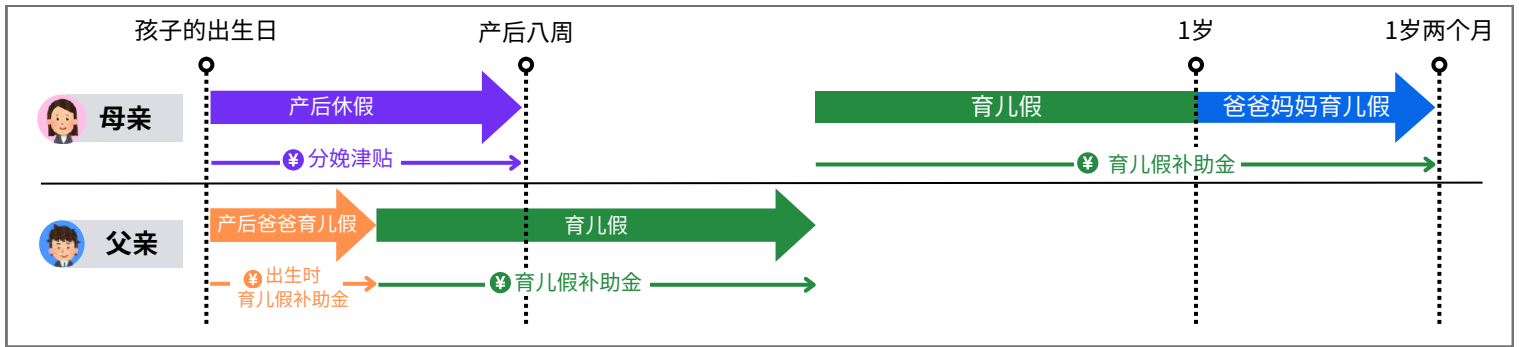 孩子的出生日
产后八周
1岁
1岁两个月
母亲
产后休假
育儿假
爸爸妈妈育儿假
¥ 分娩津贴
¥ 育儿假补助金
父亲
产后爸爸育儿假
育儿假
¥ 出生时
育儿假补助金
¥ 育儿假补助金